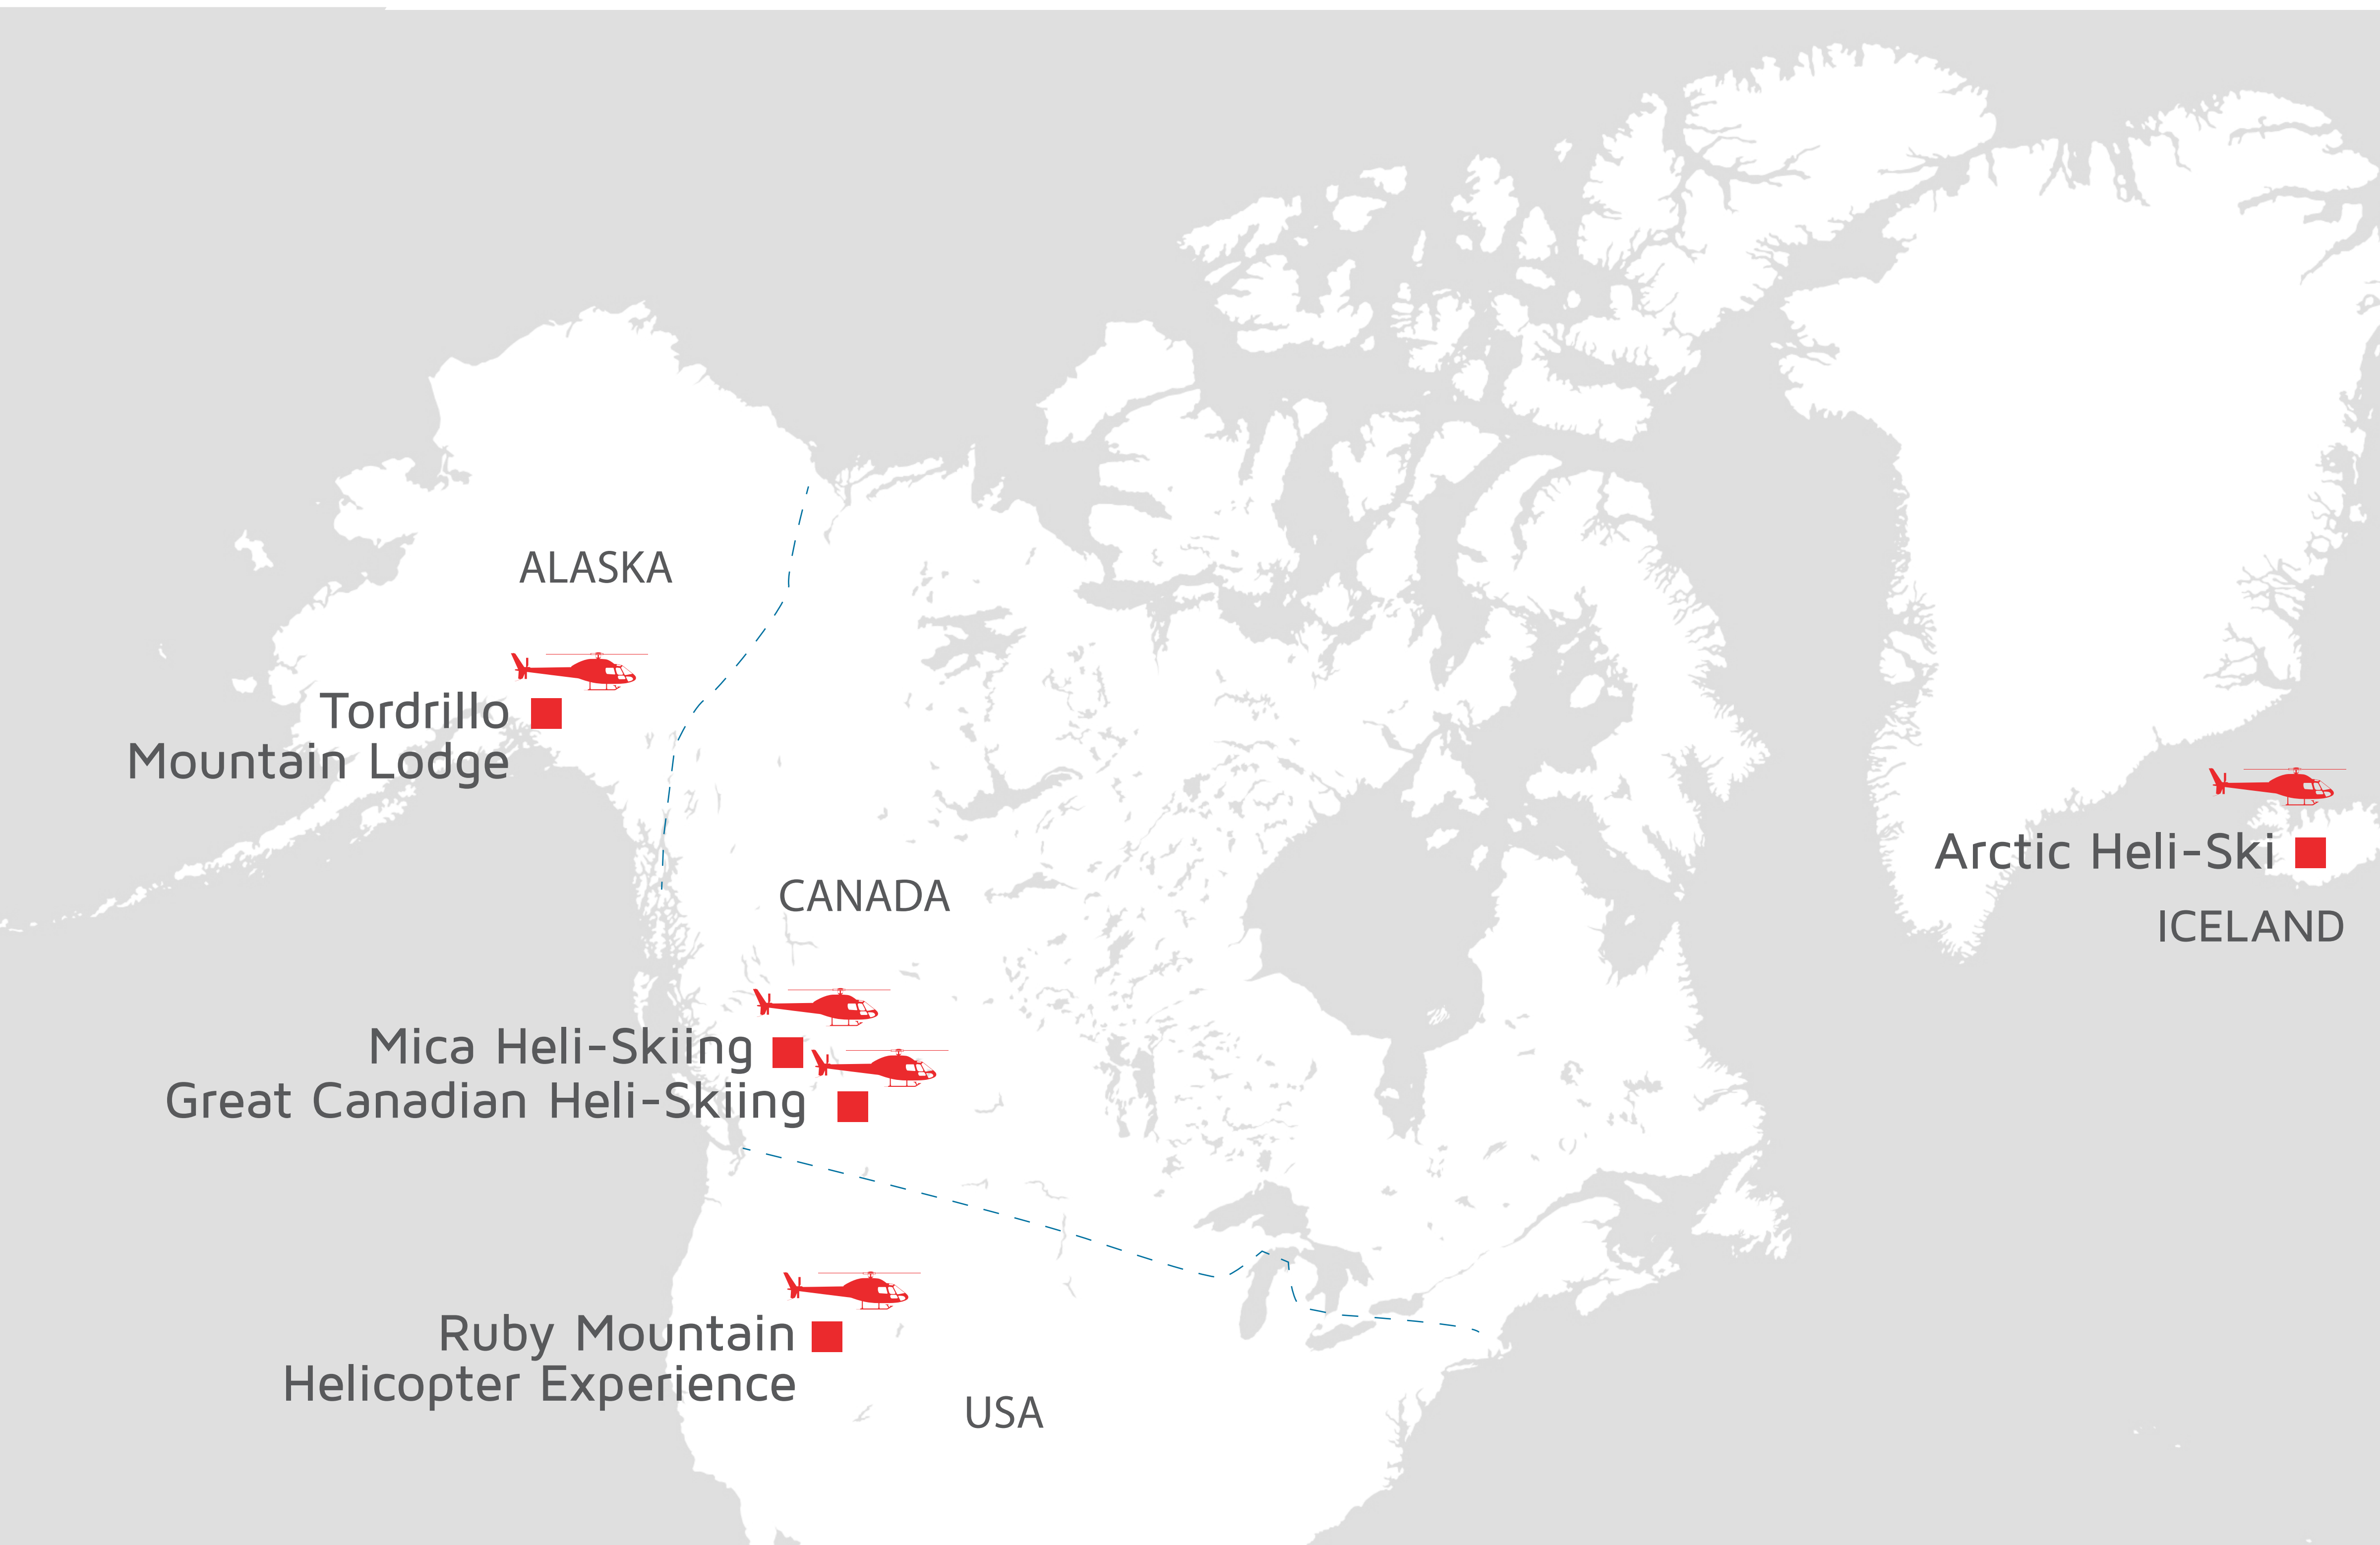 ALASKA
Tordrillo
Mountain Lodge
Arctic Heli-Ski
CANADA
ICELAND
Mica Heli-Skiing
Great Canadian Heli-Skiing
Ruby Mountain
Helicopter Experience
USA